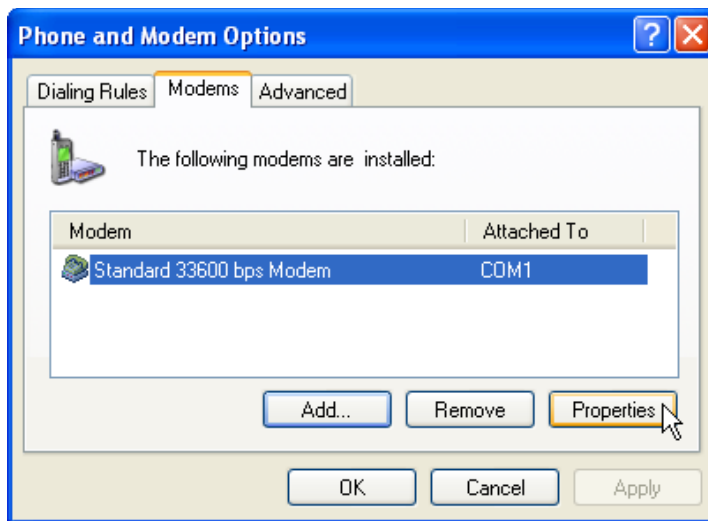 Phone and Modem Options
Dialing Rules Modems Advanced
The following modems are installed:
Modem Attached To
Standard 33600 bps Modem COM1
Add... Remove Properties
OK Cancel Apply